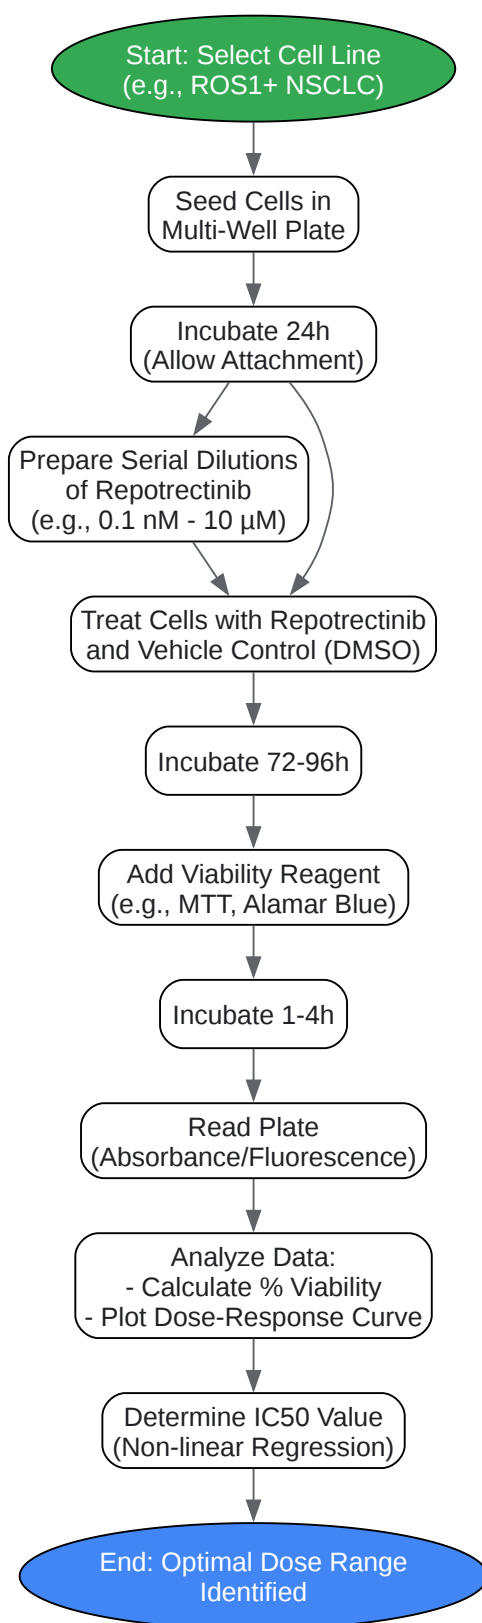 Start: Select Cell Line
(e.g., ROS1+ NSCLC)
Seed Cells in
Multi-Well Plate
Incubate 24h
(Allow Attachment)
Prepare Serial Dilutions
of Repotrectinib
(e.g., 0.1 nM - 10 µM)
Treat Cells with Repotrectinib
and Vehicle Control (DMSO)
Incubate 72-96h
Add Viability Reagent
(e.g., MTT, Alamar Blue)
Incubate 1-4h
Read Plate
(Absorbance/Fluorescence)
Analyze Data:
- Calculate % Viability
- Plot Dose-Response Curve
Determine IC50 Value
(Non-linear Regression)
End: Optimal Dose Range
Identified